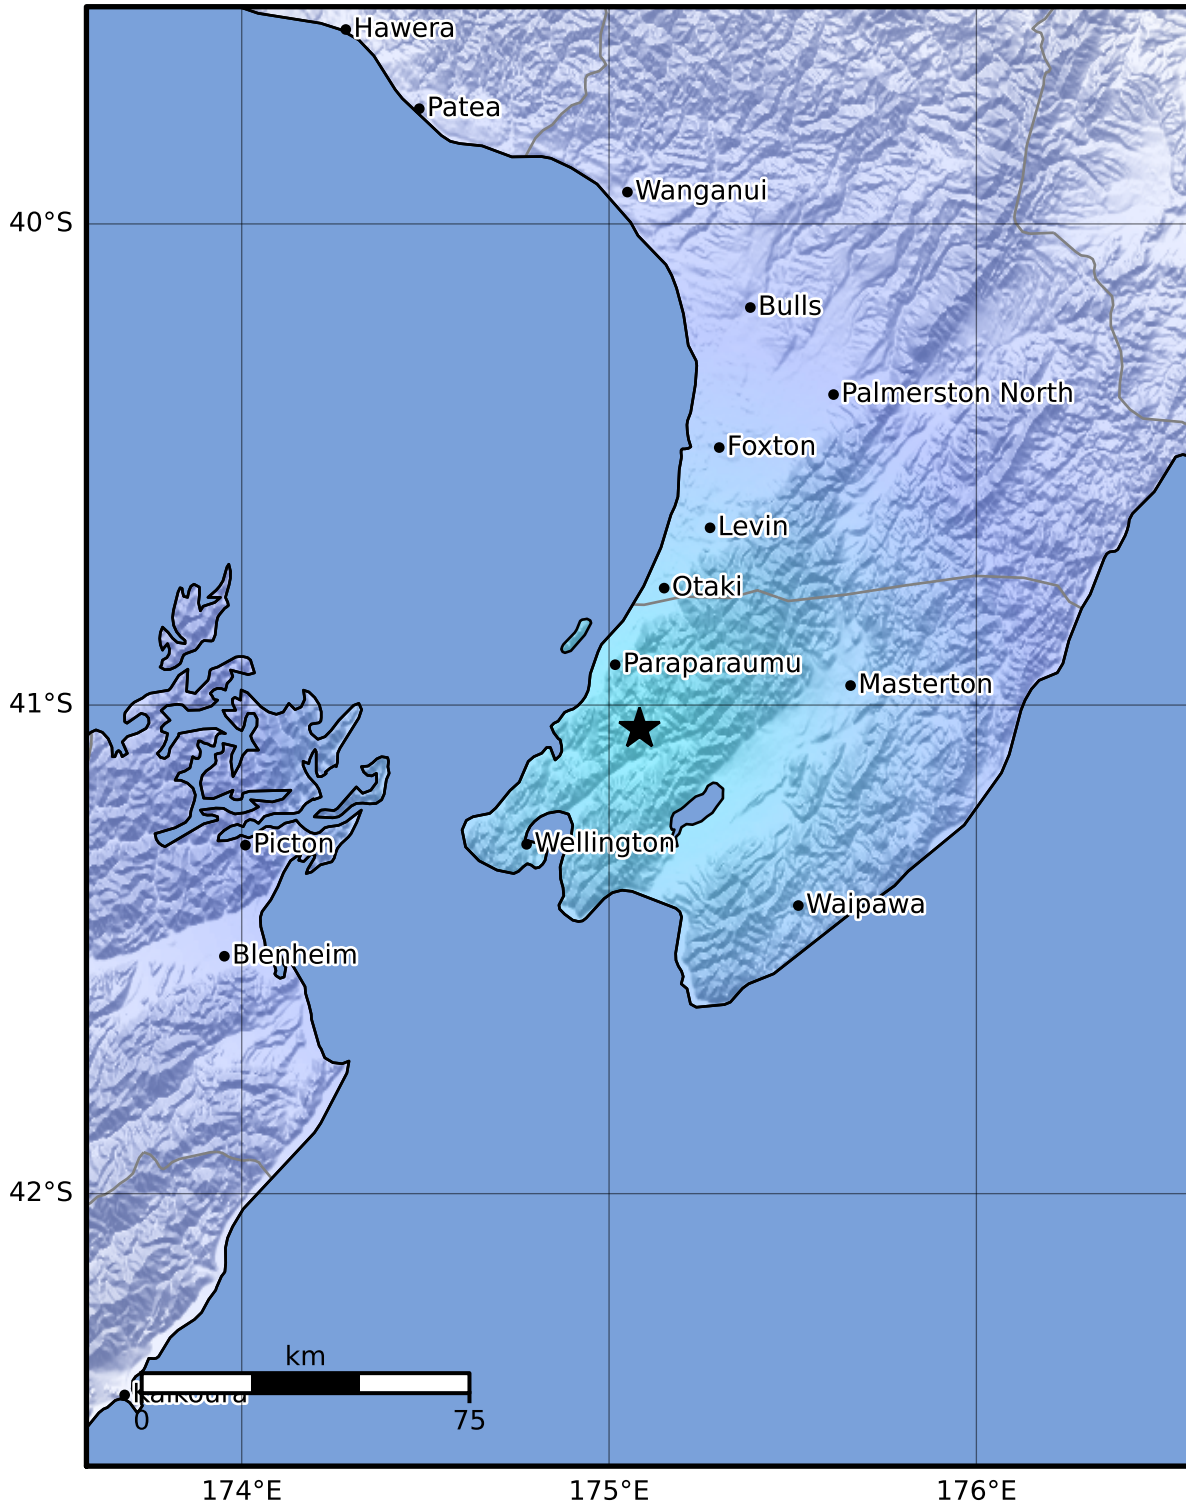 Hawera
Patea
Wanganui
40°S
Bulls
Palmerston North
Foxton
Levin
Otaki
Paraparaumu
Masterton
41°S
Wellington
Picton
Waipawa
Blenheim
42°S
km
Kaikoura
0
75
174°E
175°E
176°E